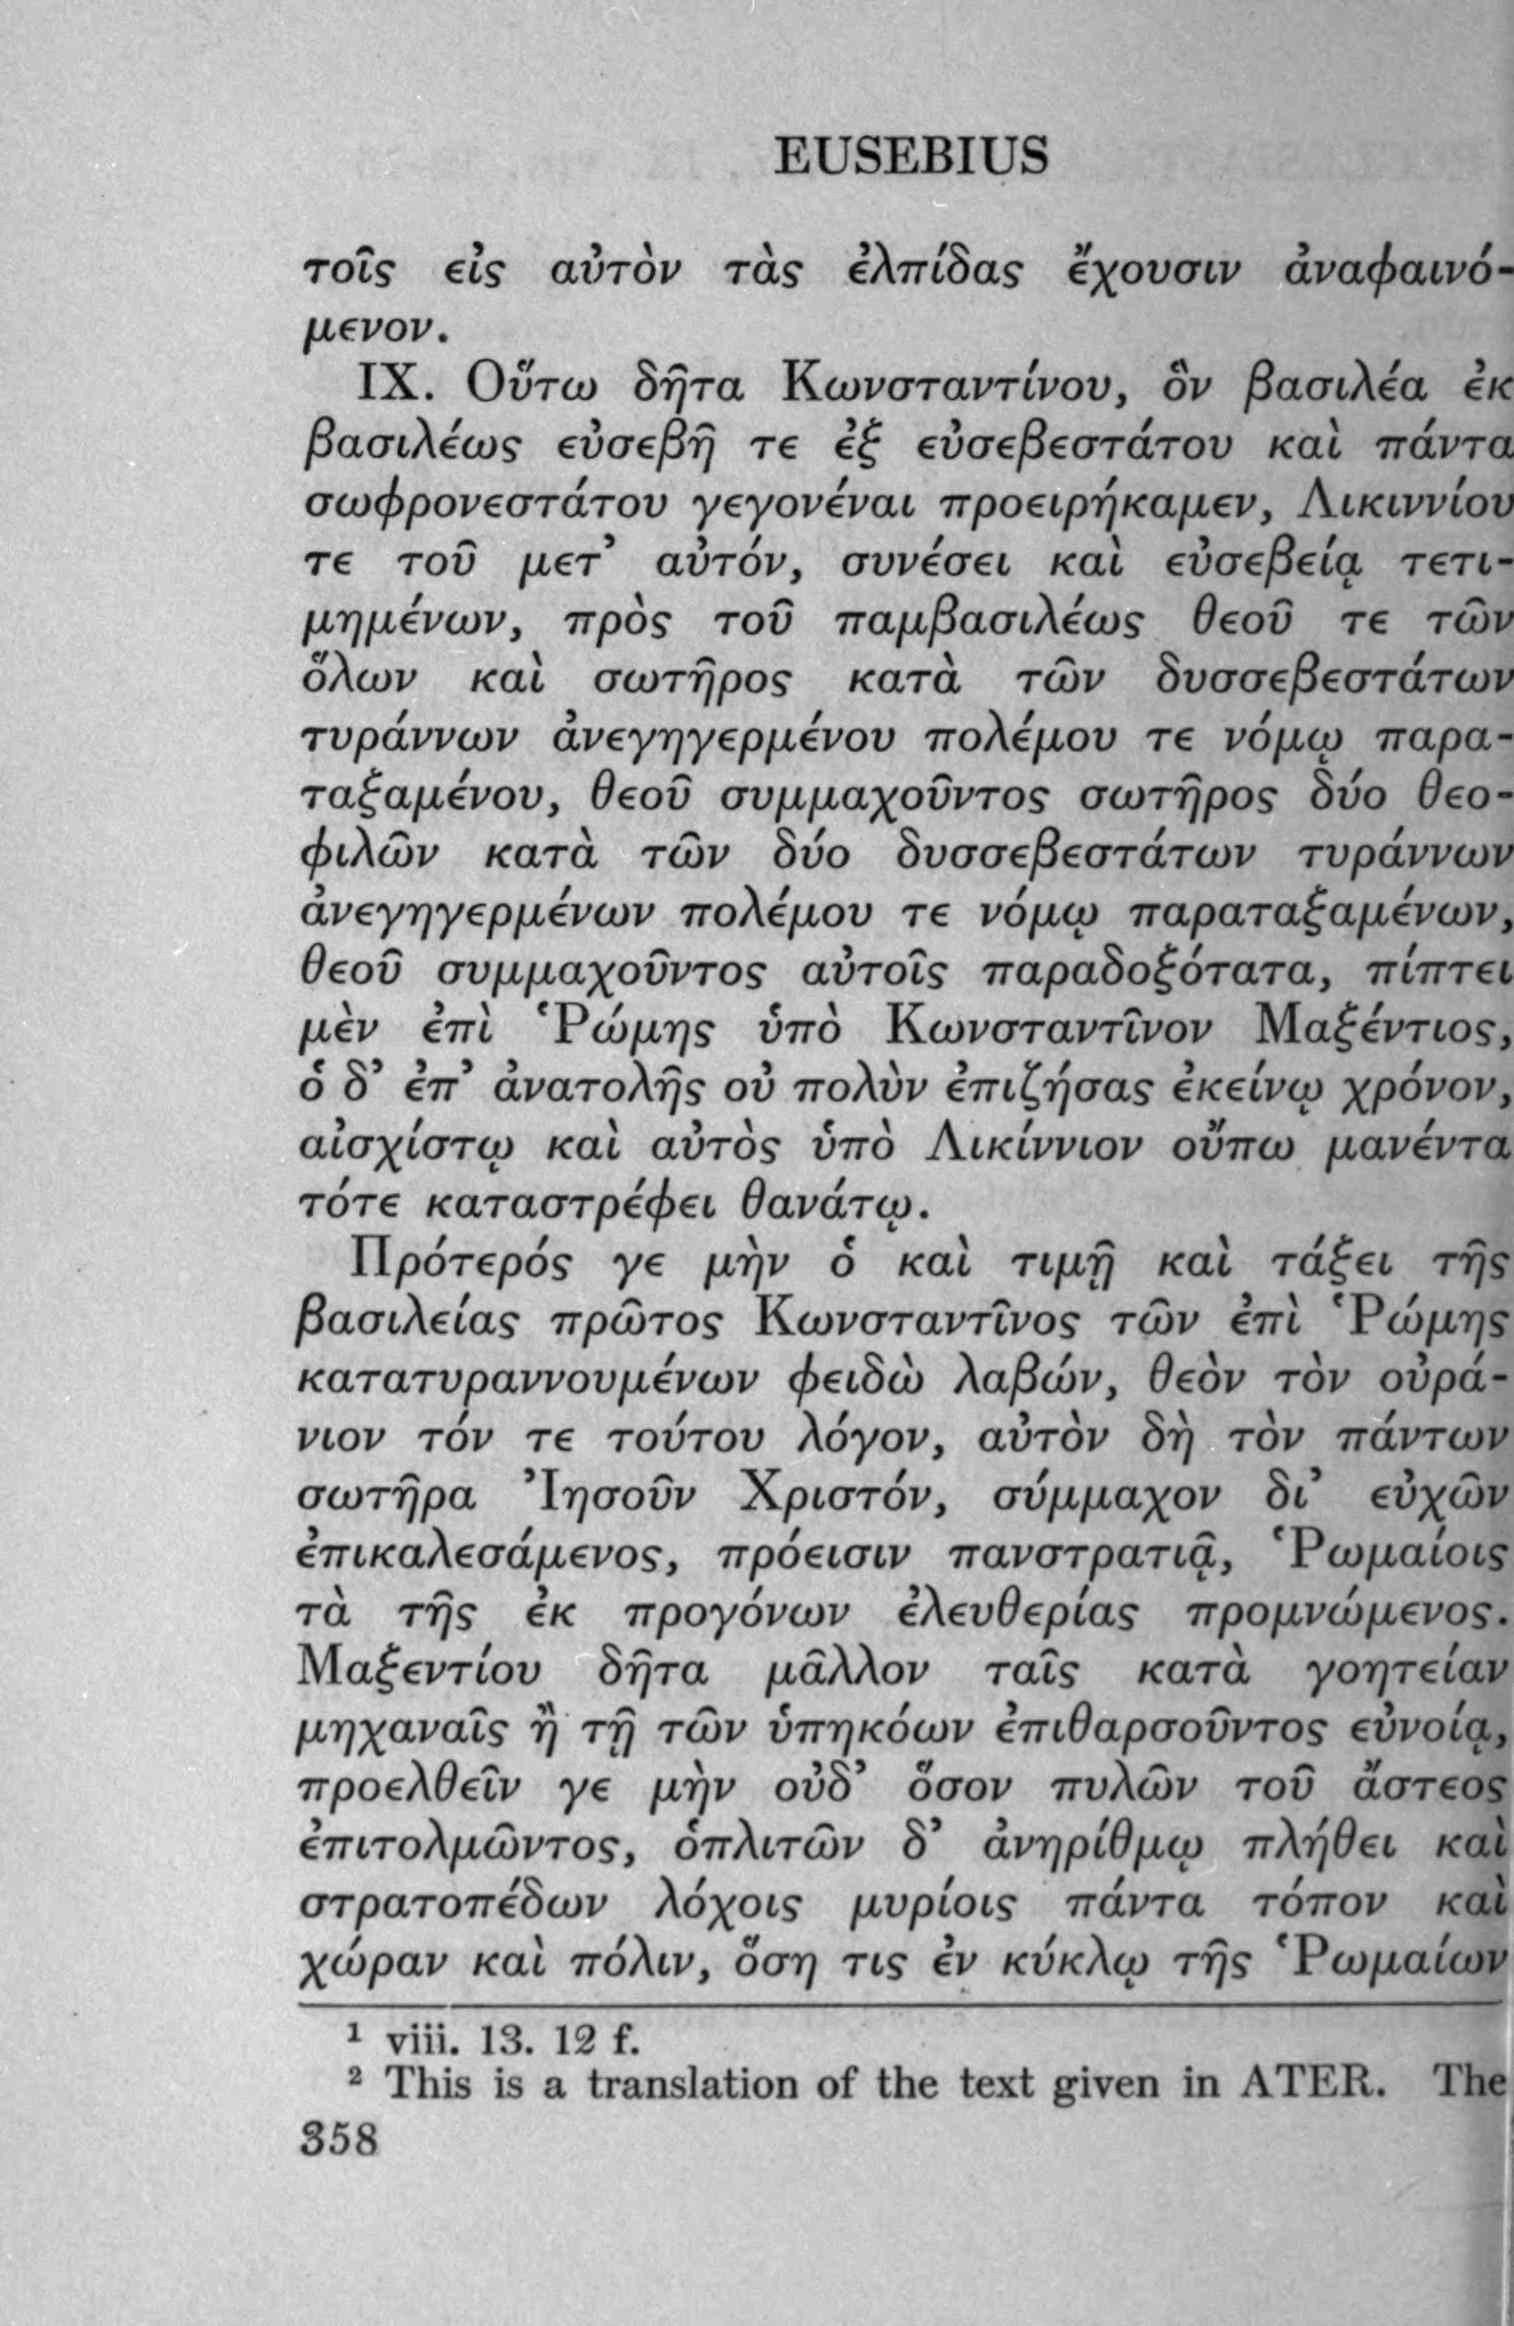 EUSEBIUS
τοῖς εἰς αὐτὸν τὰς ἐλπίδας ἔχουσιν ἀναφαινό-
μενον.
IX. Οὕτω δῆτα Κωνσταντίνου, ὃν βασιλέα ἐκ
βασιλέως εὐσεβῆ τε ἐξ εὐσεβεστάτου καὶ πάντα
σωφρονεστάτου γεγονέναι προειρήκαμεν, Λικιννίου
τε τοῦ μετ’ αὐτόν, συνέσει καὶ εὐσεβείᾳ τετι-
μημένων, πρὸς τοῦ παμβασιλέως θεοῦ τε τῶν
ὅλων καὶ σωτῆρος κατὰ τῶν δυσσεβεστάτων
τυράννων ἀνεγηγερμένου πολέμου τε νόμῳ παρα-
ταξαμένου, θεοῦ συμμαχοῦντος σωτῆρος δύο θεο-
φιλῶν κατὰ τῶν δύο δυσσεβεστάτων τυράννων
ἀνεγηγερμένων πολέμου τε νόμῳ παραταξαμένων,
θεοῦ συμμαχοῦντος αὐτοῖς παραδοξότατα, πίπτει
μὲν ἐπὶ Ῥώμης ὑπὸ Κωνσταντῖνον Μαξέντιος,
ὁ δ’ ἐπ’ ἀνατολῆς οὐ πολὺν ἐπιζήσας ἐκείνῳ χρόνον,
αἰσχίστῳ καὶ αὐτὸς ὑπὸ Λικίννιον οὔπω μανέντα
τότε καταστρέφει θανάτῳ.
Πρότερός γε μὴν ὁ καὶ τιμῇ καὶ τάξει τῆς
βασιλείας πρῶτος Κωνσταντῖνος τῶν ἐπὶ Ῥώμης
κατατυραννουμένων φειδὼ λαβών, θεὸν τὸν οὐρά-
νιον τόν τε τούτου λόγον, αὐτὸν δὴ τὸν πάντων
σωτῆρα Ἰησοῦν Χριστόν, σύμμαχον δι’ εὐχῶν
ἐπικαλεσάμενος, πρόεισιν πανστρατιᾷ, Ῥωμαίοις
τὰ τῆς ἐκ προγόνων ἐλευθερίας προμνώμενος.
Μαξεντίου δῆτα μᾶλλον ταῖς κατὰ γοητείαν
μηχαναῖς ἢ τῇ τῶν ὑπηκόων ἐπιθαρσοῦντος εὐνοίᾳ,
προελθεῖν γε μὴν οὐδ’ ὅσον πυλῶν τοῦ ἄστεος
ἐπιτολμῶντος, ὁπλιτῶν δ’ ἀνηρίθμῳ πλήθει καὶ
στρατοπέδων λόχοις μυρίοις πάντα τόπον καὶ
χώραν καὶ πόλιν, ὅση τις ἐν κύκλῳ τῆς Ῥωμαίων
1 viii. 13. 12 f.
2 This is a translation of the text given in ATER. The
358